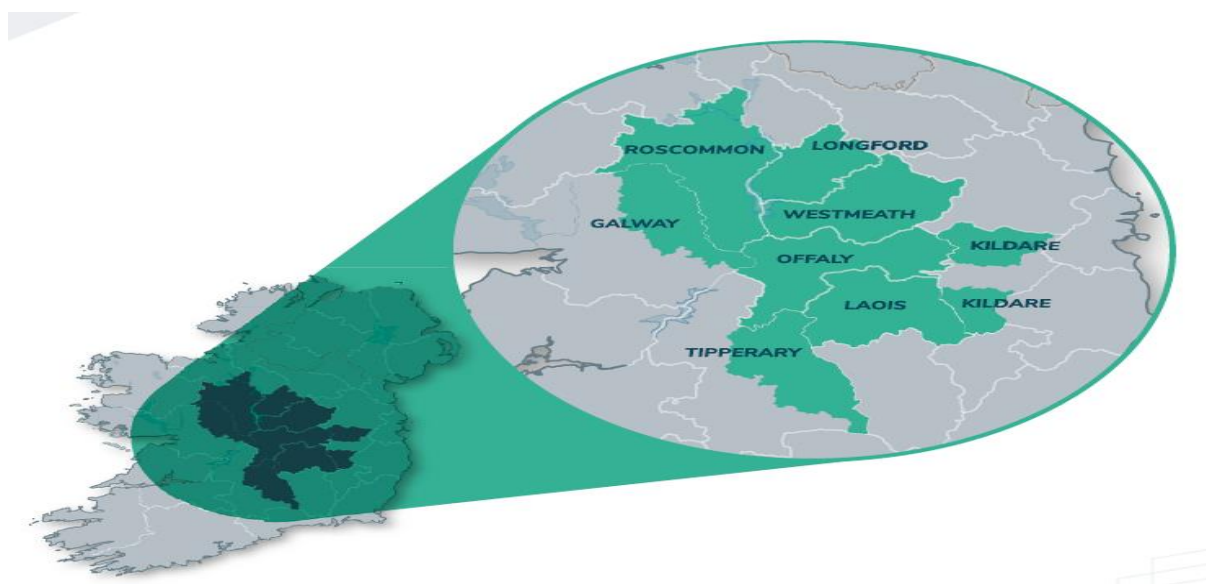 ROSCOMMON
LONGFORD
GALWAY
WESTMEATH
OFFALY
KILDARE
LAOIS
KILDARE
TIPPERARY